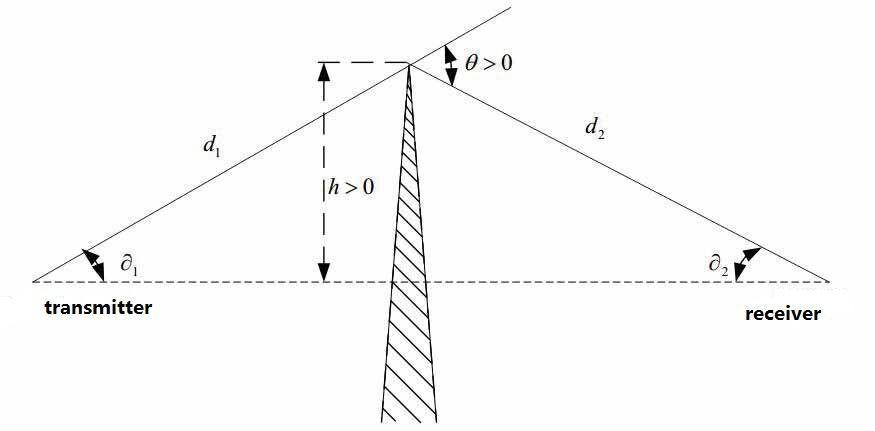 θ > 0
d₁
d₂
h > 0
∂₁
∂₂
transmitter
receiver